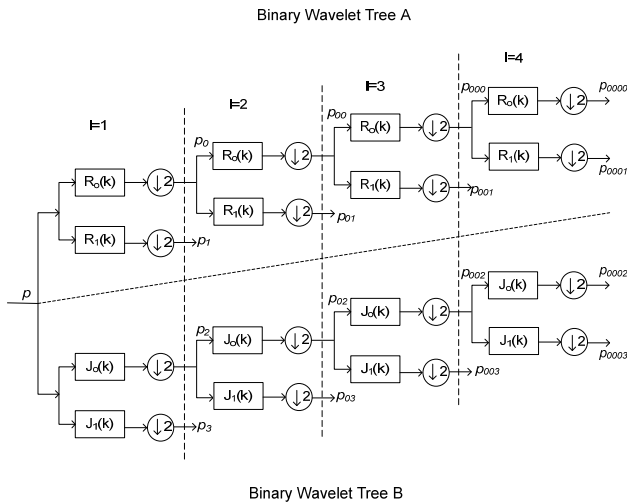 Binary Wavelet Tree A
l=1
l=2
l=3
l=4
R₀(k) ↓2 p₀ R₀(k) ↓2 p₀₀ R₀(k) ↓2 p₀₀₀ R₀(k) ↓2 p₀₀₀₀
R₁(k) ↓2 p₀₀₀₁
R₁(k) ↓2 p₀₀₁
R₁(k) ↓2 p₀₁
R₁(k) ↓2 p₁
p
J₀(k) ↓2 p₂ J₀(k) ↓2 p₀₂ J₀(k) ↓2 p₀₀₂ J₀(k) ↓2 p₀₀₀₂
J₁(k) ↓2 p₀₀₀₃
J₁(k) ↓2 p₀₀₃
J₁(k) ↓2 p₀₃
J₁(k) ↓2 p₃
Binary Wavelet Tree B